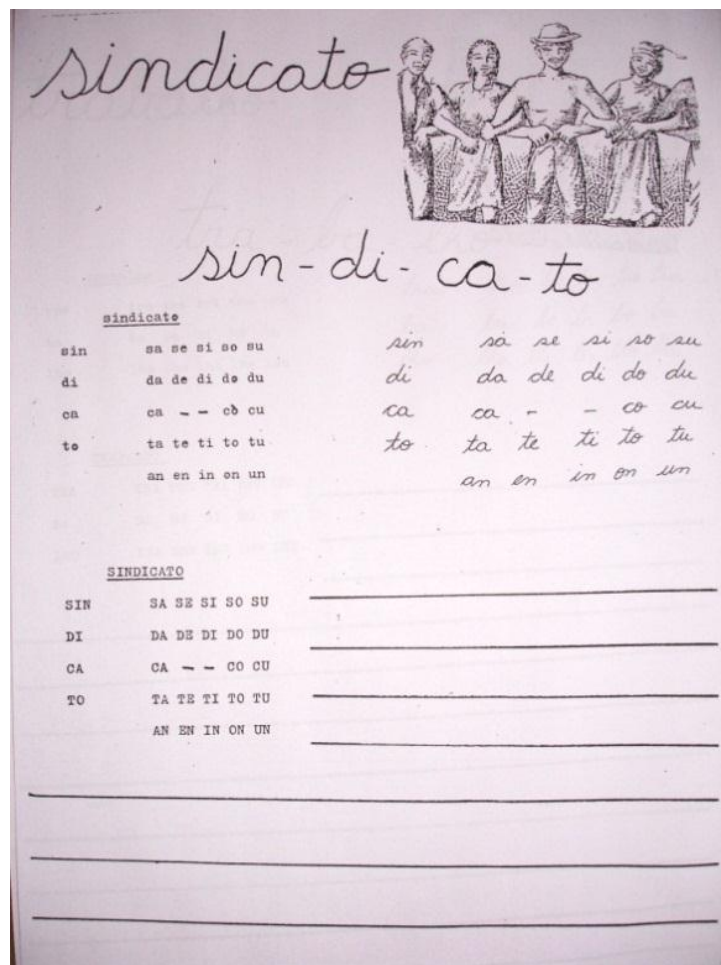 sindicato
sin - di - ca - to
sindicato
sin sa se si so su
di da de di do du
ca ca - - co cu
to ta te ti to tu
an en in on un
sin sa se si so su
di da de di do du
ca ca - - co cu
to ta te ti to tu
an en in on un
SINDICATO
SIN SA SE SI SO SU
DI DA DE DI DO DU
CA CA - - CO CU
TO TA TE TI TO TU
AN EN IN ON UN